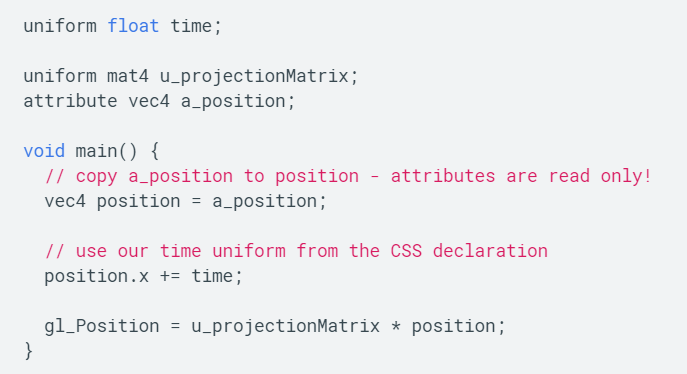 uniform float time;
uniform mat4 u_projectionMatrix;
attribute vec4 a_position;
void main() {
// copy a_position to position - attributes are read only!
vec4 position = a_position;
// use our time uniform from the CSS declaration
position.x += time;
gl_Position = u_projectionMatrix * position;
}